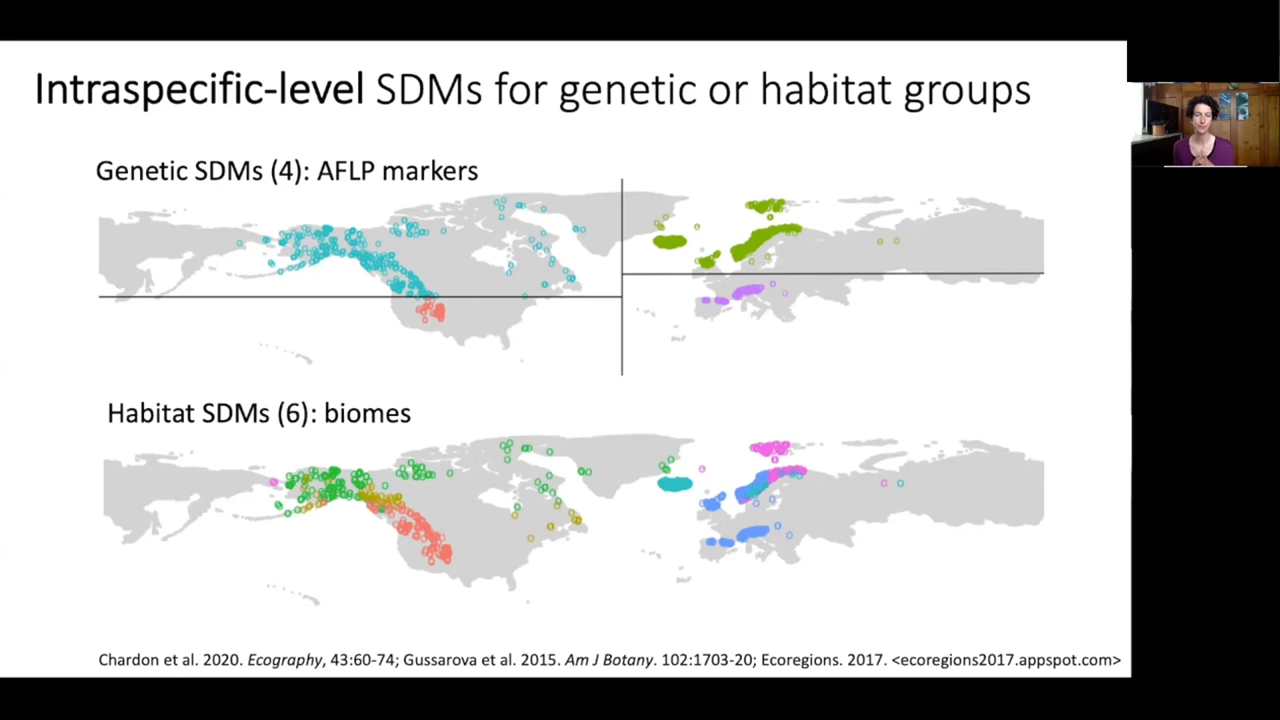 Intraspecific-level SDMs for genetic or habitat groups
Genetic SDMs (4): AFLP markers
Habitat SDMs (6): biomes
Chardon et al. 2020. Ecography, 43:60-74; Gussarova et al. 2015. Am J Botany. 102:1703-20; Ecoregions. 2017. <ecoregions2017.appspot.com>